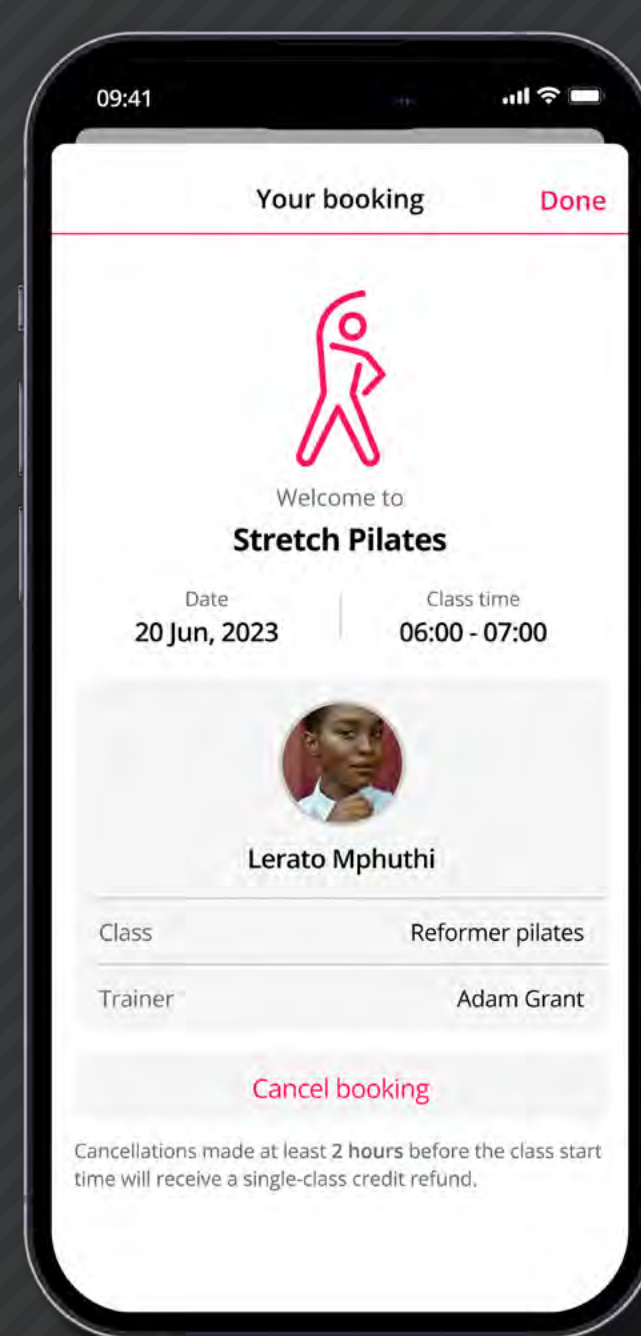 09:41
Your booking
Done
Welcome to
Stretch Pilates
Date
Class time
20 Jun, 2023
06:00 - 07:00
Lerato Mphuthi
Class
Reformer pilates
Trainer
Adam Grant
Cancel booking
Cancellations made at least 2 hours before the class start
time will receive a single-class credit refund.